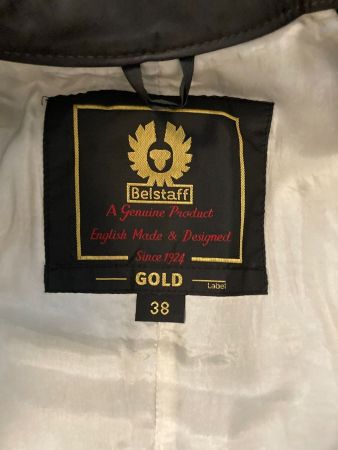 Belstaff
A Genuine Product
English Made & Designed
Since 1924
GOLD Label
38